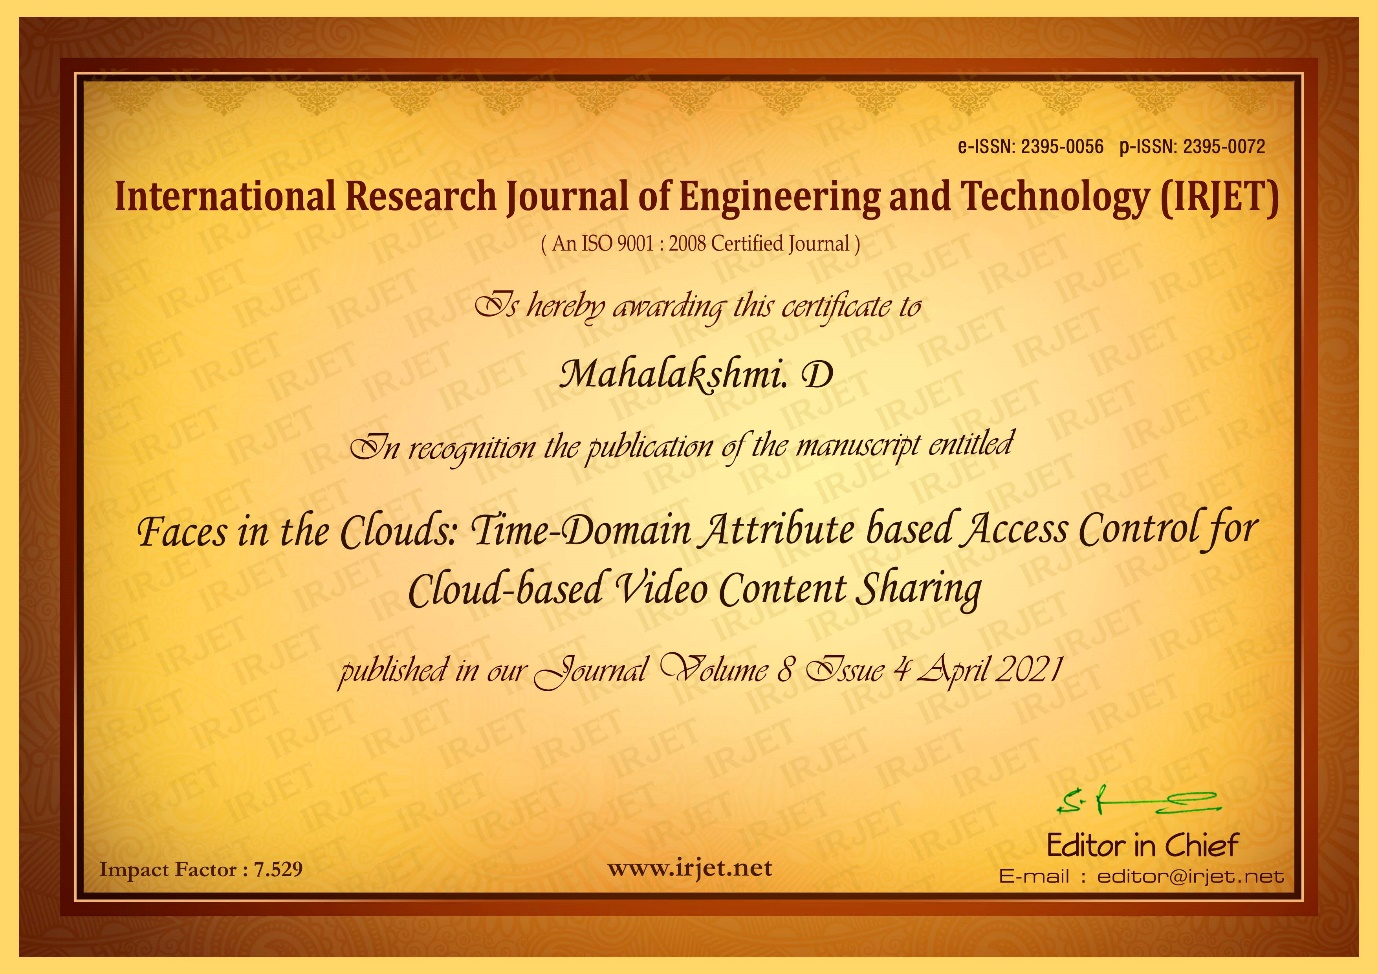 e-ISSN: 2395-0056 p-ISSN: 2395-0072
International Research Journal of Engineering and Technology (IRJET)
( An ISO 9001 : 2008 Certified Journal )
Is hereby awarding this certificate to
Mahalakshmi. D
In recognition the publication of the manuscript entitled
Faces in the Clouds: Time-Domain Attribute based Access Control for
Cloud-based Video Content Sharing
published in our Journal Volume 8 Issue 4 April 2021
Editor in Chief
Impact Factor : 7.529
www.irjet.net
E-mail : editor@irjet.net